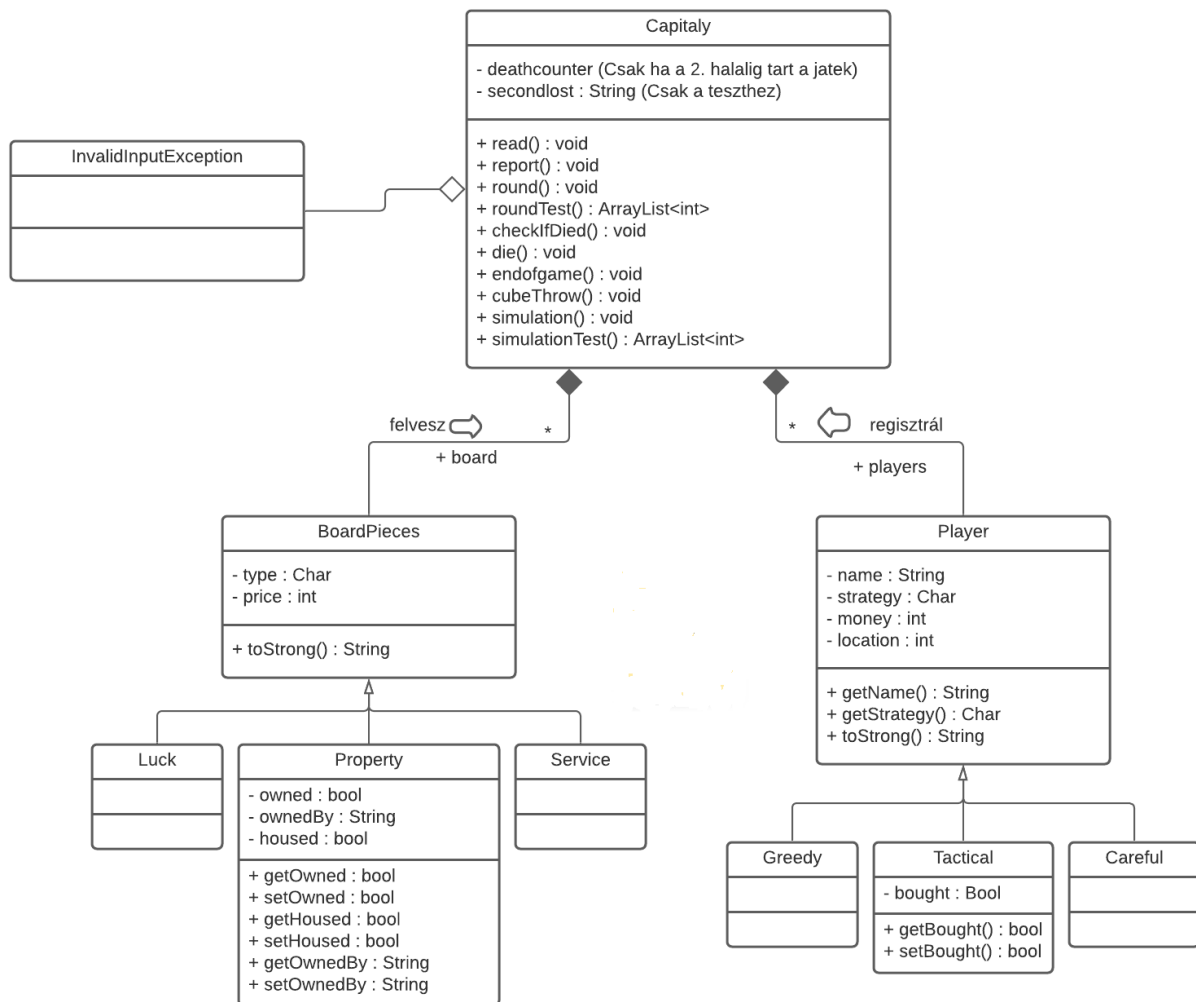 Capitaly
- deathcounter (Csak ha a 2. halalig tart a jatek)
- secondlost : String (Csak a teszthez)
+ read() : void
+ report() : void
+ round() : void
+ roundTest() : ArrayList<int>
+ checkIfDied() : void
+ die() : void
+ endofgame() : void
+ cubeThrow() : void
+ simulation() : void
+ simulationTest() : ArrayList<int>
InvalidInputException
felvesz
*
+ board
*
regisztrál
+ players
BoardPieces
- type : Char
- price : int
+ toStrong() : String
Player
- name : String
- strategy : Char
- money : int
- location : int
+ getName() : String
+ getStrategy() : Char
+ toStrong() : String
Luck
Property
- owned : bool
- ownedBy : String
- housed : bool
+ getOwned : bool
+ setOwned : bool
+ getHoused : bool
+ setHoused : bool
+ getOwnedBy : String
+ setOwnedBy : String
Service
Greedy
Tactical
- bought : Bool
+ getBought() : bool
+ setBought() : bool
Careful